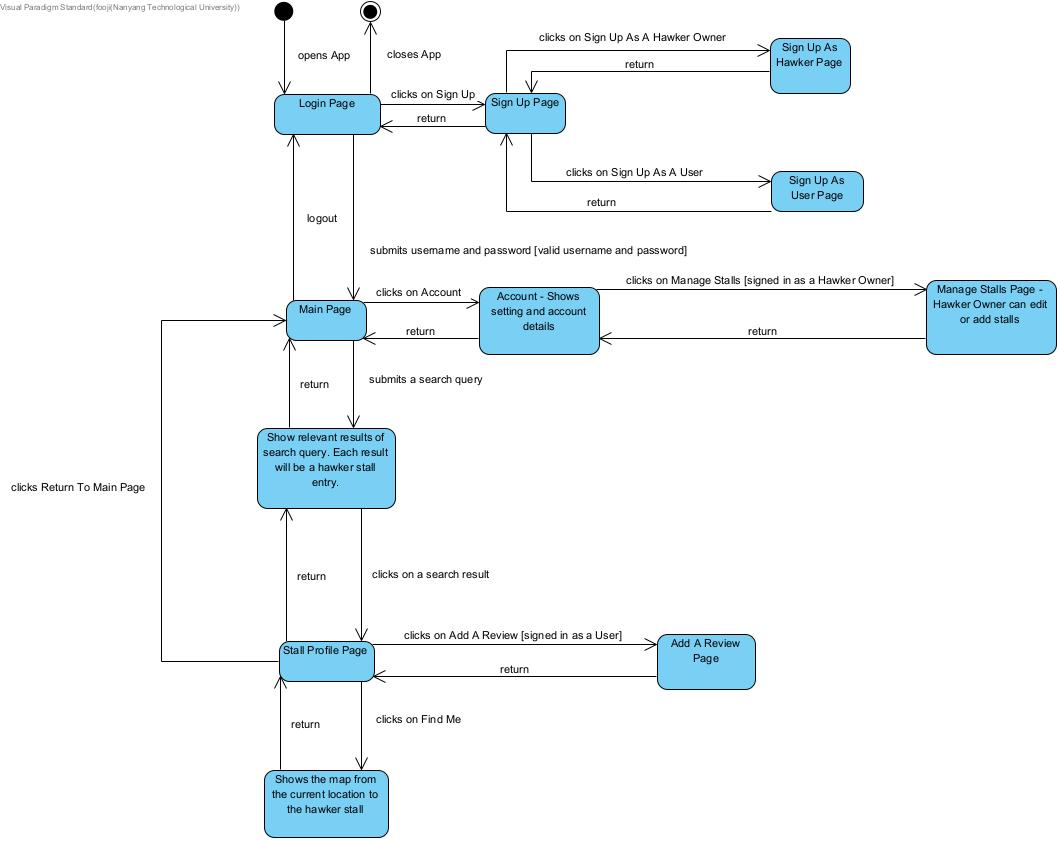 Visual Paradigm Standard(fooji(Nanyang Technological University))
opens App
closes App
clicks on Sign Up As A Hawker Owner
return
Sign Up As
Hawker Page
Login Page
clicks on Sign Up
return
Sign Up Page
clicks on Sign Up As A User
return
Sign Up As
User Page
logout
submits username and password [valid username and password]
Main Page
clicks on Account
return
Account - Shows
setting and account
details
clicks on Manage Stalls [signed in as a Hawker Owner]
return
Manage Stalls Page -
Hawker Owner can edit
or add stalls
return
submits a search query
Show relevant results of
search query. Each result
will be a hawker stall
entry.
clicks Return To Main Page
return
clicks on a search result
Stall Profile Page
clicks on Add A Review [signed in as a User]
return
Add A Review
Page
return
clicks on Find Me
Shows the map from
the current location to
the hawker stall